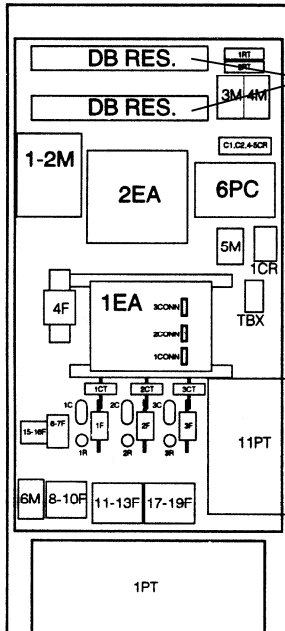 DB RES.
1RT
2RT
DB RES.
3M 4M
C1,C2,4-5CR
1-2M
2EA
6PC
5M
1CR
4F
1EA
3CONN
2CONN
1CONN
TBX
1CT
2CT
3CT
1C
2C
3C
15-16F
6-7F
1F
2F
3F
1R
2R
3R
11PT
6M
8-10F
11-13F
17-19F
1PT